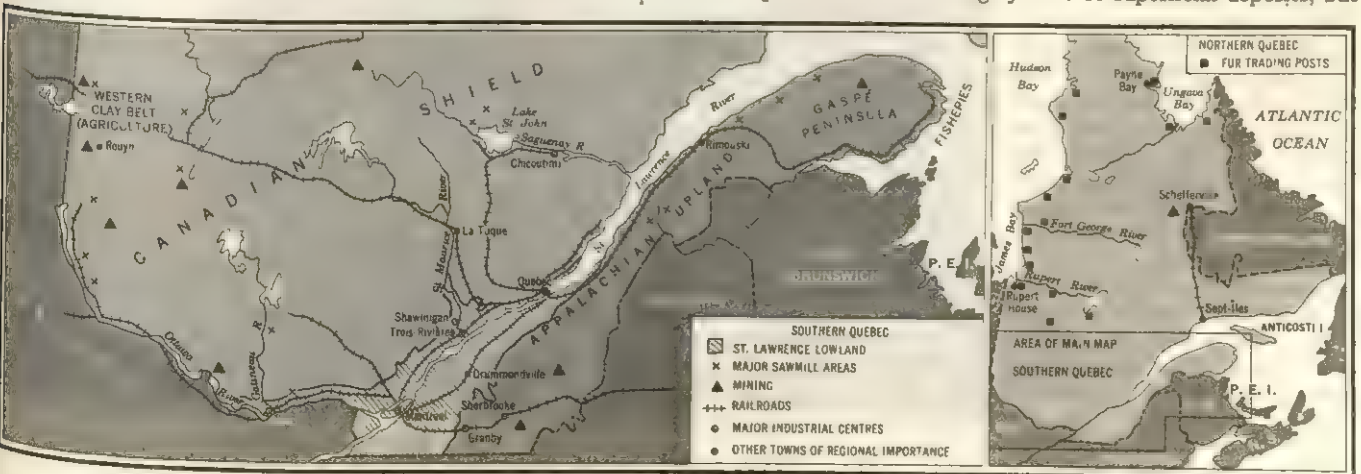 superficial deposits, but
WESTERN
CLAY BELT
(AGRICULTURE)
Rouyn
CANADIAN
SHIELD
Lake
St John
Saguenay R
Chicoutimi
St Maurice River
La Tuque
Shawinigan
Trois Rivières
Quebec
Lawrence River
Rimouski
GASPÉ
PENINSULA
FISHERIES
APPALACHIAN UPLAND
BRUNSWICK
P. E. I.
Ottawa River
Gatineau R
Montreal
Drummondville
Sherbrooke
Granby
SOUTHERN QUEBEC
ST. LAWRENCE LOWLAND
MAJOR SAWMILL AREAS
MINING
RAILROADS
MAJOR INDUSTRIAL CENTRES
OTHER TOWNS OF REGIONAL IMPORTANCE
NORTHERN QUEBEC
FUR TRADING POSTS
Hudson
Bay
Payne
Bay
Ungava
Bay
ATLANTIC
OCEAN
Schefferville
James Bay
Fort George River
Rupert River
Rupert
House
Sept-Iles
ANTICOSTI I
AREA OF MAIN MAP
SOUTHERN QUEBEC
P. E. I.